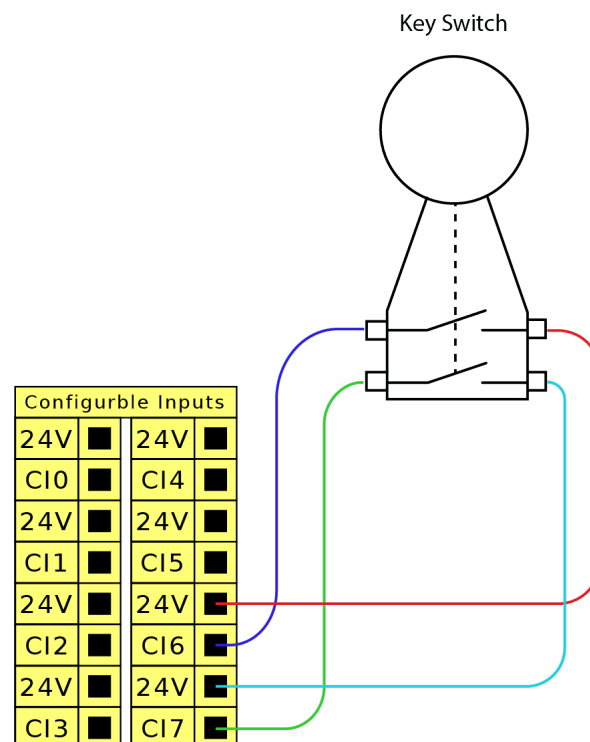 Key Switch
Configurble Inputs
24V 24V
CI0 CI4
24V 24V
CI1 CI5
24V 24V
CI2 CI6
24V 24V
CI3 CI7